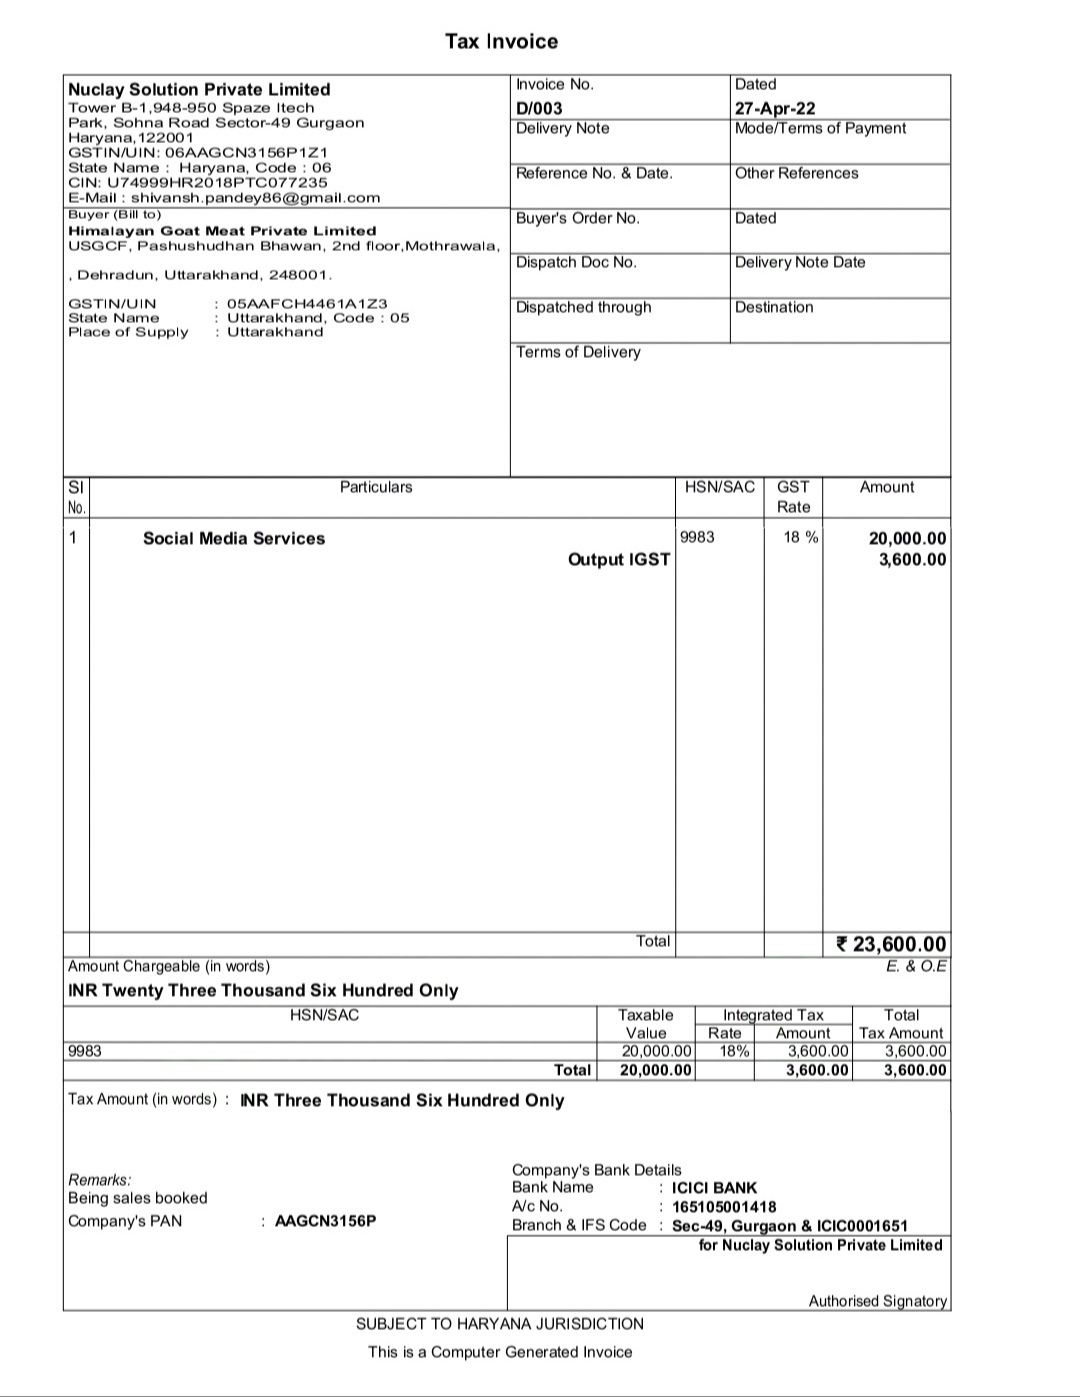 Tax Invoice
Nuclay Solution Private Limited
Tower B-1,948-950 Spaze Itech
Park, Sohna Road Sector-49 Gurgaon
Haryana,122001
GSTIN/UIN: 06AAGCN3156P1Z1
State Name : Haryana, Code : 06
CIN: U74999HR2018PTC077235
E-Mail : shivansh.pandey86@gmail.com
Buyer (Bill to)
Himalayan Goat Meat Private Limited
USGCF, Pashushudhan Bhawan, 2nd floor,Mothrawala,
, Dehradun, Uttarakhand, 248001.
GSTIN/UIN : 05AAFCH4461A1Z3
State Name : Uttarakhand, Code : 05
Place of Supply : Uttarakhand
Invoice No. Dated
D/003 27-Apr-22
Delivery Note Mode/Terms of Payment
Reference No. & Date. Other References
Buyer's Order No. Dated
Dispatch Doc No. Delivery Note Date
Dispatched through Destination
Terms of Delivery
SI Particulars HSN/SAC GST Amount
No. Rate
1 Social Media Services 9983 18 % 20,000.00
Output IGST 3,600.00
Total ₹ 23,600.00
Amount Chargeable (in words) E. & O.E
INR Twenty Three Thousand Six Hundred Only
HSN/SAC Taxable Integrated Tax Total
Value Rate Amount Tax Amount
9983 20,000.00 18% 3,600.00 3,600.00
Total 20,000.00 3,600.00 3,600.00
Tax Amount (in words) : INR Three Thousand Six Hundred Only
Remarks:
Being sales booked
Company's PAN : AAGCN3156P
Company's Bank Details
Bank Name : ICICI BANK
A/c No. : 165105001418
Branch & IFS Code : Sec-49, Gurgaon & ICIC0001651
for Nuclay Solution Private Limited
Authorised Signatory
SUBJECT TO HARYANA JURISDICTION
This is a Computer Generated Invoice